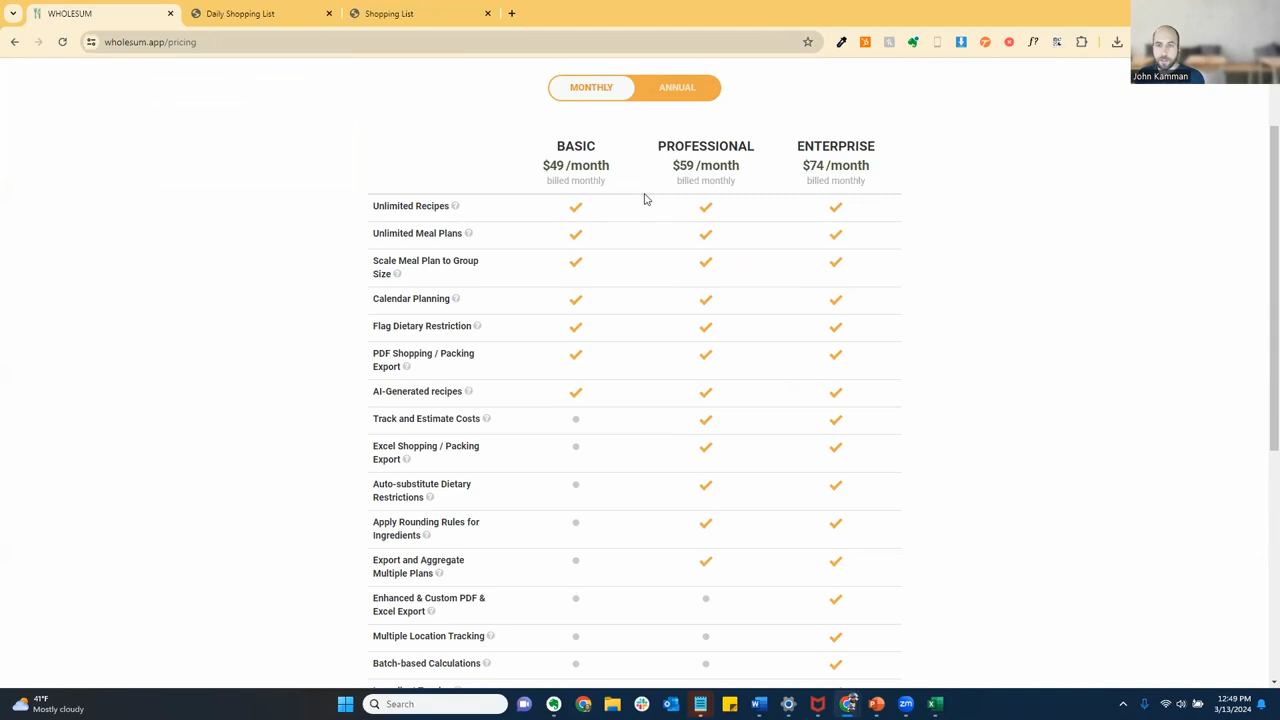 WHOLESUM
Daily Shopping List
Shopping List
wholesum.app/pricing
John Kamman
MONTHLY ANNUAL
BASIC PROFESSIONAL ENTERPRISE
$49 /month $59 /month $74 /month
billed monthly billed monthly billed monthly
Unlimited Recipes
Unlimited Meal Plans
Scale Meal Plan to Group
Size
Calendar Planning
Flag Dietary Restriction
PDF Shopping / Packing
Export
AI-Generated recipes
Track and Estimate Costs
Excel Shopping / Packing
Export
Auto-substitute Dietary
Restrictions
Apply Rounding Rules for
Ingredients
Export and Aggregate
Multiple Plans
Enhanced & Custom PDF &
Excel Export
Multiple Location Tracking
Batch-based Calculations
41°F
Mostly cloudy
Search
12:49 PM
3/13/2024